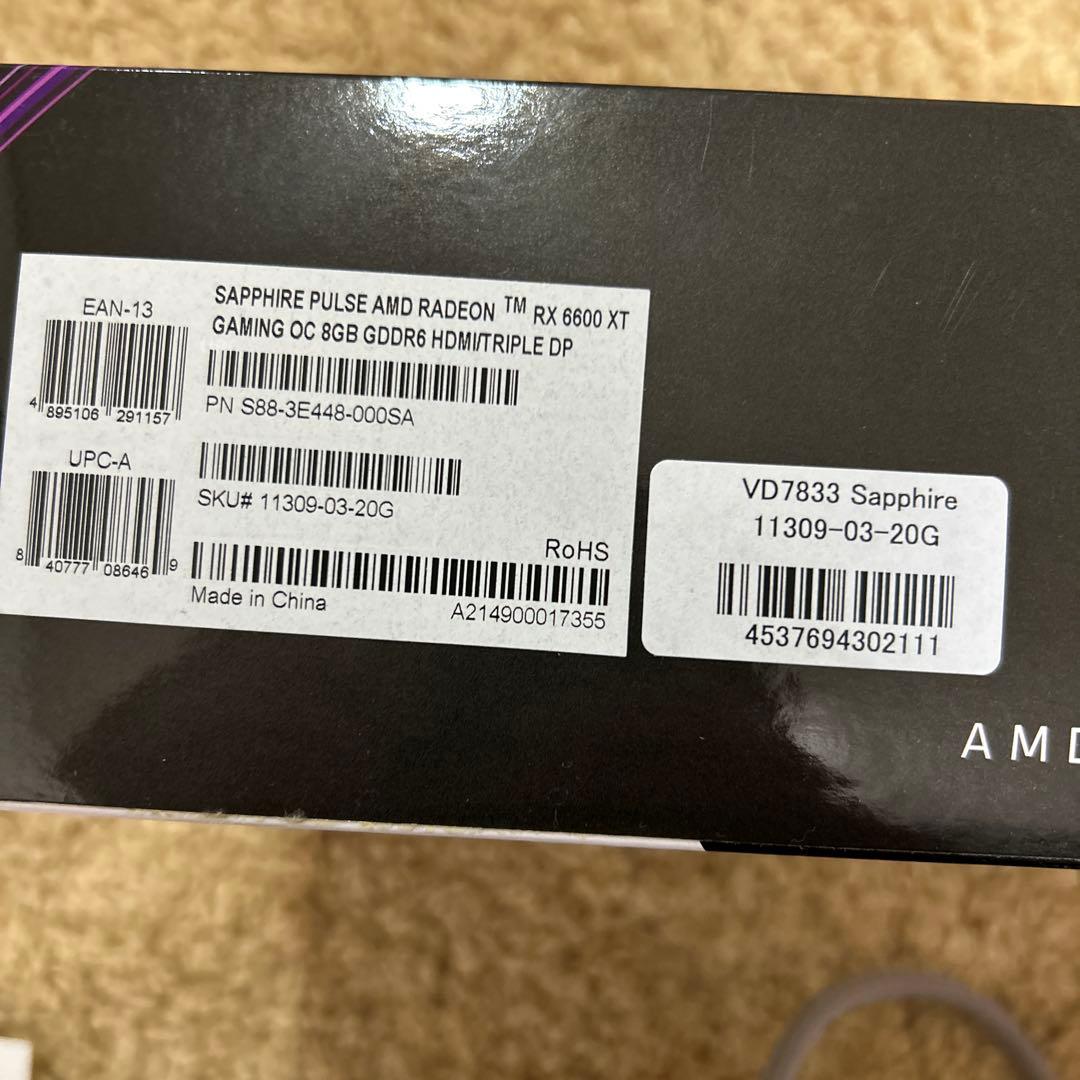 EAN-13
4 895106 291157
UPC-A
8 40777 08646 9
SAPPHIRE PULSE AMD RADEON ™ RX 6600 XT
GAMING OC 8GB GDDR6 HDMI/TRIPLE DP
PN S88-3E448-000SA
SKU# 11309-03-20G
RoHS
Made in China
A214900017355
VD7833 Sapphire
11309-03-20G
4537694302111
AMD